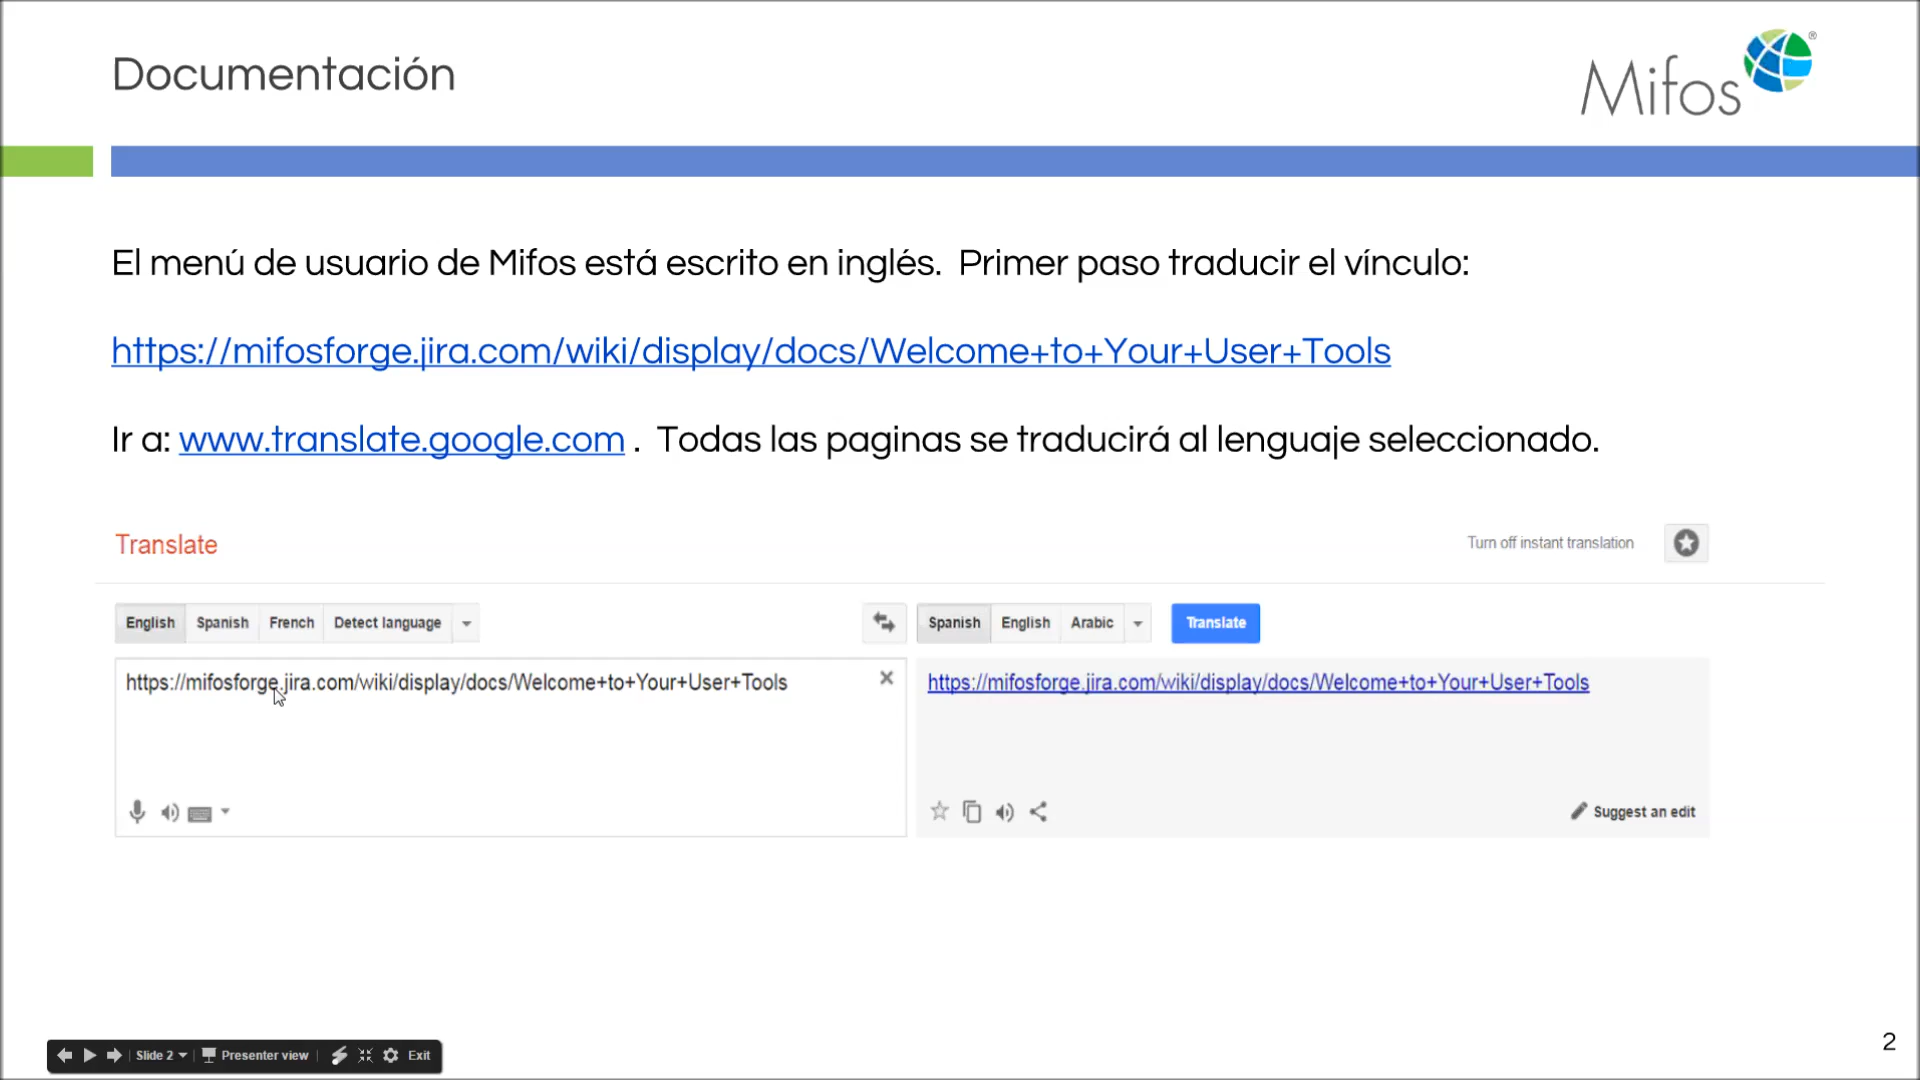 Documentación
Mifos®
El menú de usuario de Mifos está escrito en inglés.  Primer paso traducir el vínculo:
https://mifosforge.jira.com/wiki/display/docs/Welcome+to+Your+User+Tools
Ir a: www.translate.google.com .  Todas las paginas se traducirá al lenguaje seleccionado.
Translate
Turn off instant translation
English Spanish French Detect language
Spanish English Arabic Translate
https://mifosforge.jira.com/wiki/display/docs/Welcome+to+Your+User+Tools
https://mifosforge.jira.com/wiki/display/docs/Welcome+to+Your+User+Tools
Suggest an edit
2
Slide 2 Presenter view Exit